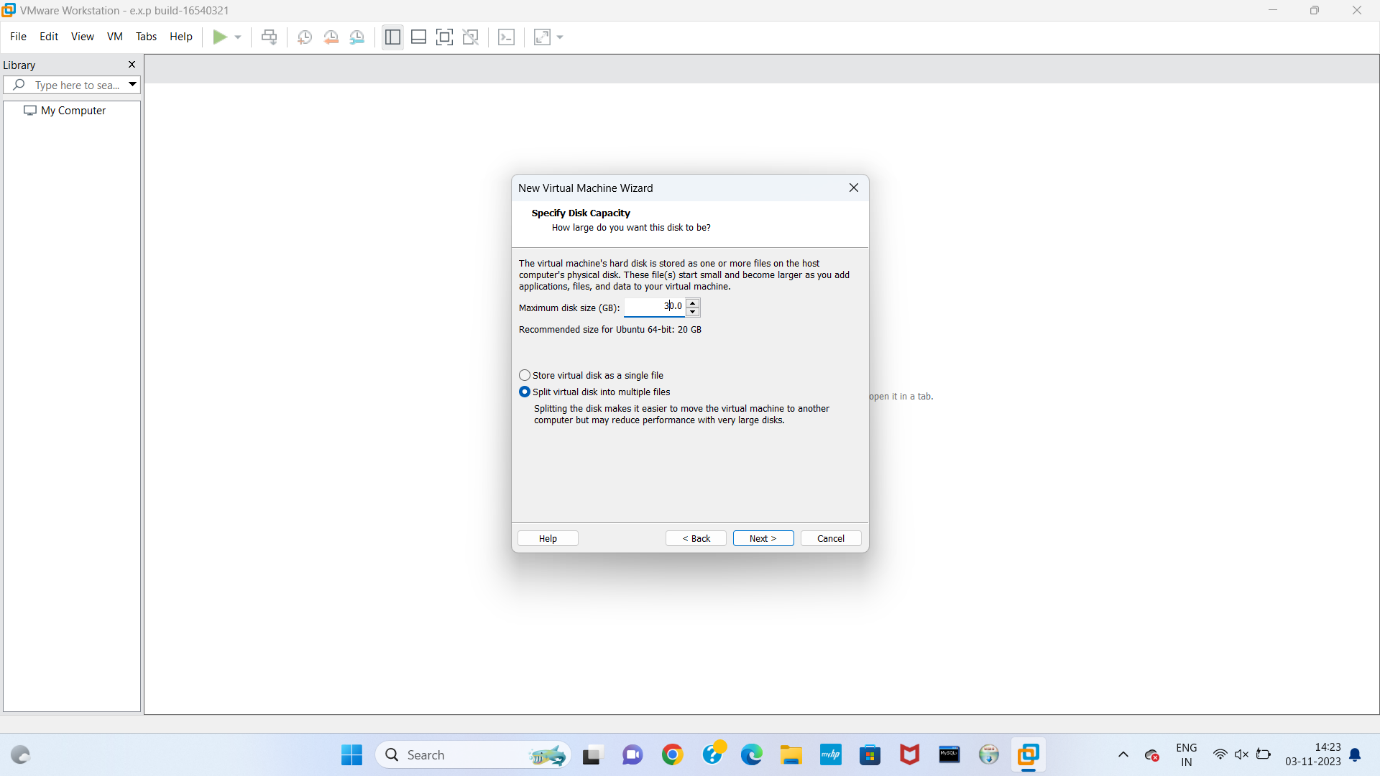 VMware Workstation - e.x.p build-16540321
File Edit View VM Tabs Help
Library
Type here to sea...
My Computer
New Virtual Machine Wizard
Specify Disk Capacity
How large do you want this disk to be?
The virtual machine's hard disk is stored as one or more files on the host
computer's physical disk. These file(s) start small and become larger as you add
applications, files, and data to your virtual machine.
Maximum disk size (GB): 30.0
Recommended size for Ubuntu 64-bit: 20 GB
Store virtual disk as a single file
Split virtual disk into multiple files
open it in a tab.
Splitting the disk makes it easier to move the virtual machine to another
computer but may reduce performance with very large disks.
Help < Back Next > Cancel
Search
myhp
MySQL
ENG
IN
14:23
03-11-2023